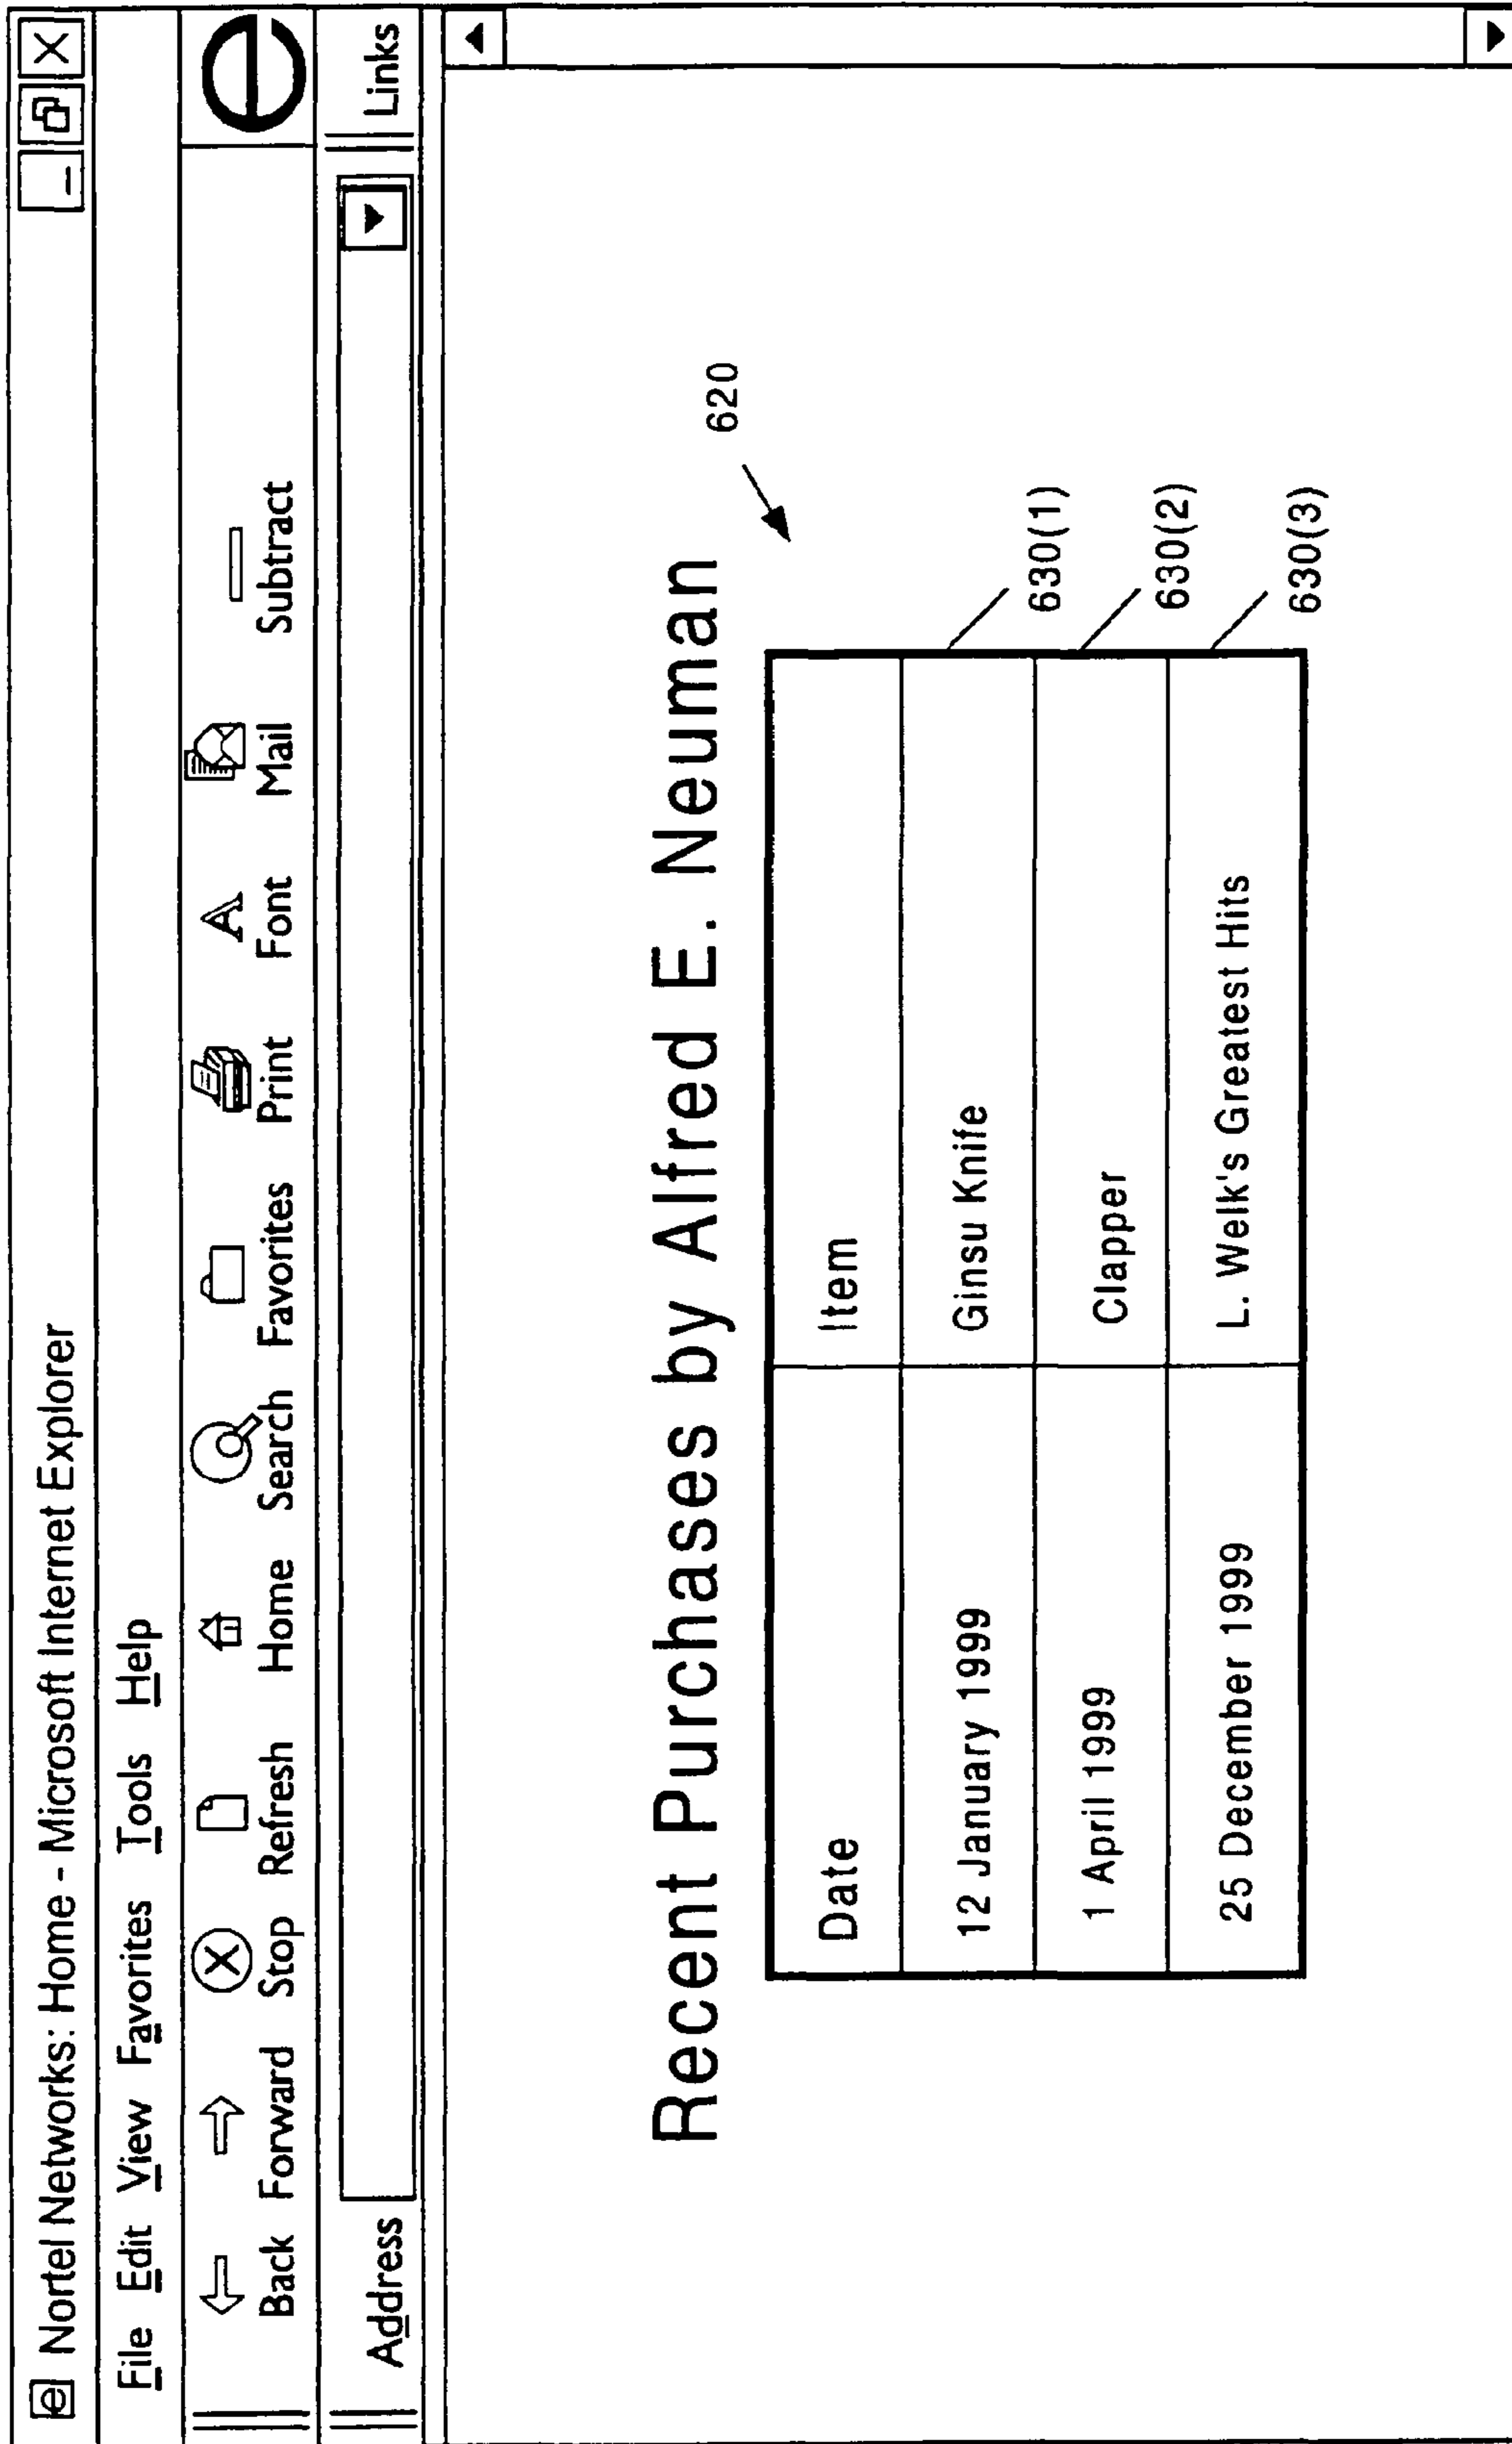 Nortel Networks: Home - Microsoft Internet Explorer
File Edit View Favorites Tools Help
Back Forward Stop Refresh Home Search Favorites Print Font Mail Subtract
Address Links
Recent Purchases by Alfred E. Neuman
620
Date Item
12 January 1999 Ginsu Knife 630(1)
1 April 1999 Clapper 630(2)
25 December 1999 L. Welk's Greatest Hits 630(3)